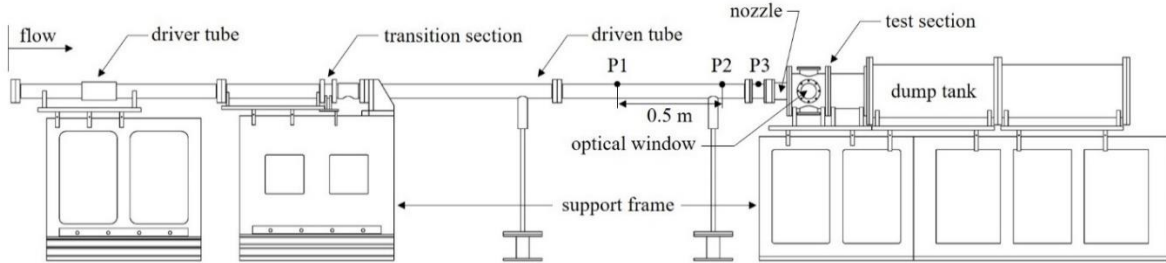 flow
driver tube
transition section
driven tube
nozzle
test section
P1
P2
P3
dump tank
0.5 m
optical window
support frame